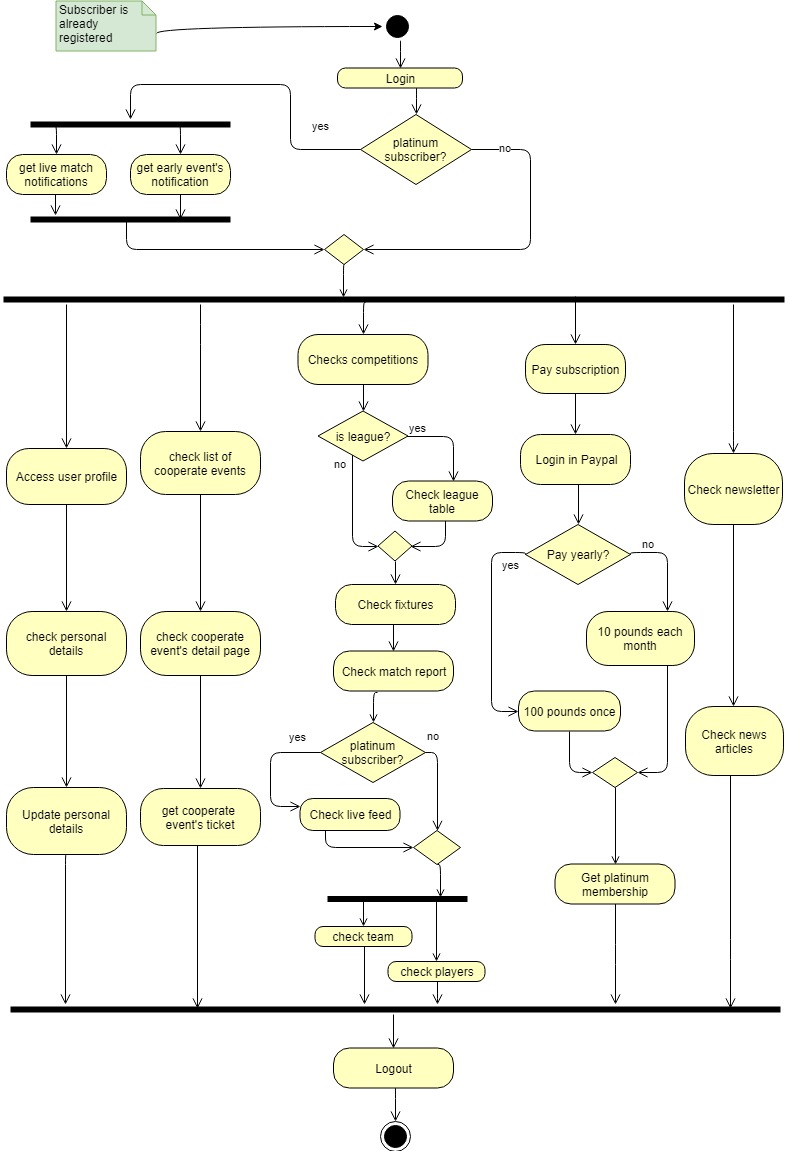 Subscriber is
already
registered
Login
yes
platinum
subscriber?
no
get live match
notifications
get early event's
notification
Checks competitions
Pay subscription
is league?
yes
no
check list of
cooperate events
Login in Paypal
Access user profile
Check newsletter
Check league
table
Pay yearly?
no
yes
Check fixtures
10 pounds each
month
check personal
details
check cooperate
event's detail page
Check match report
100 pounds once
Check news
articles
yes
platinum
subscriber?
no
Update personal
details
get cooperate
event's ticket
Check live feed
Get platinum
membership
check team
check players
Logout